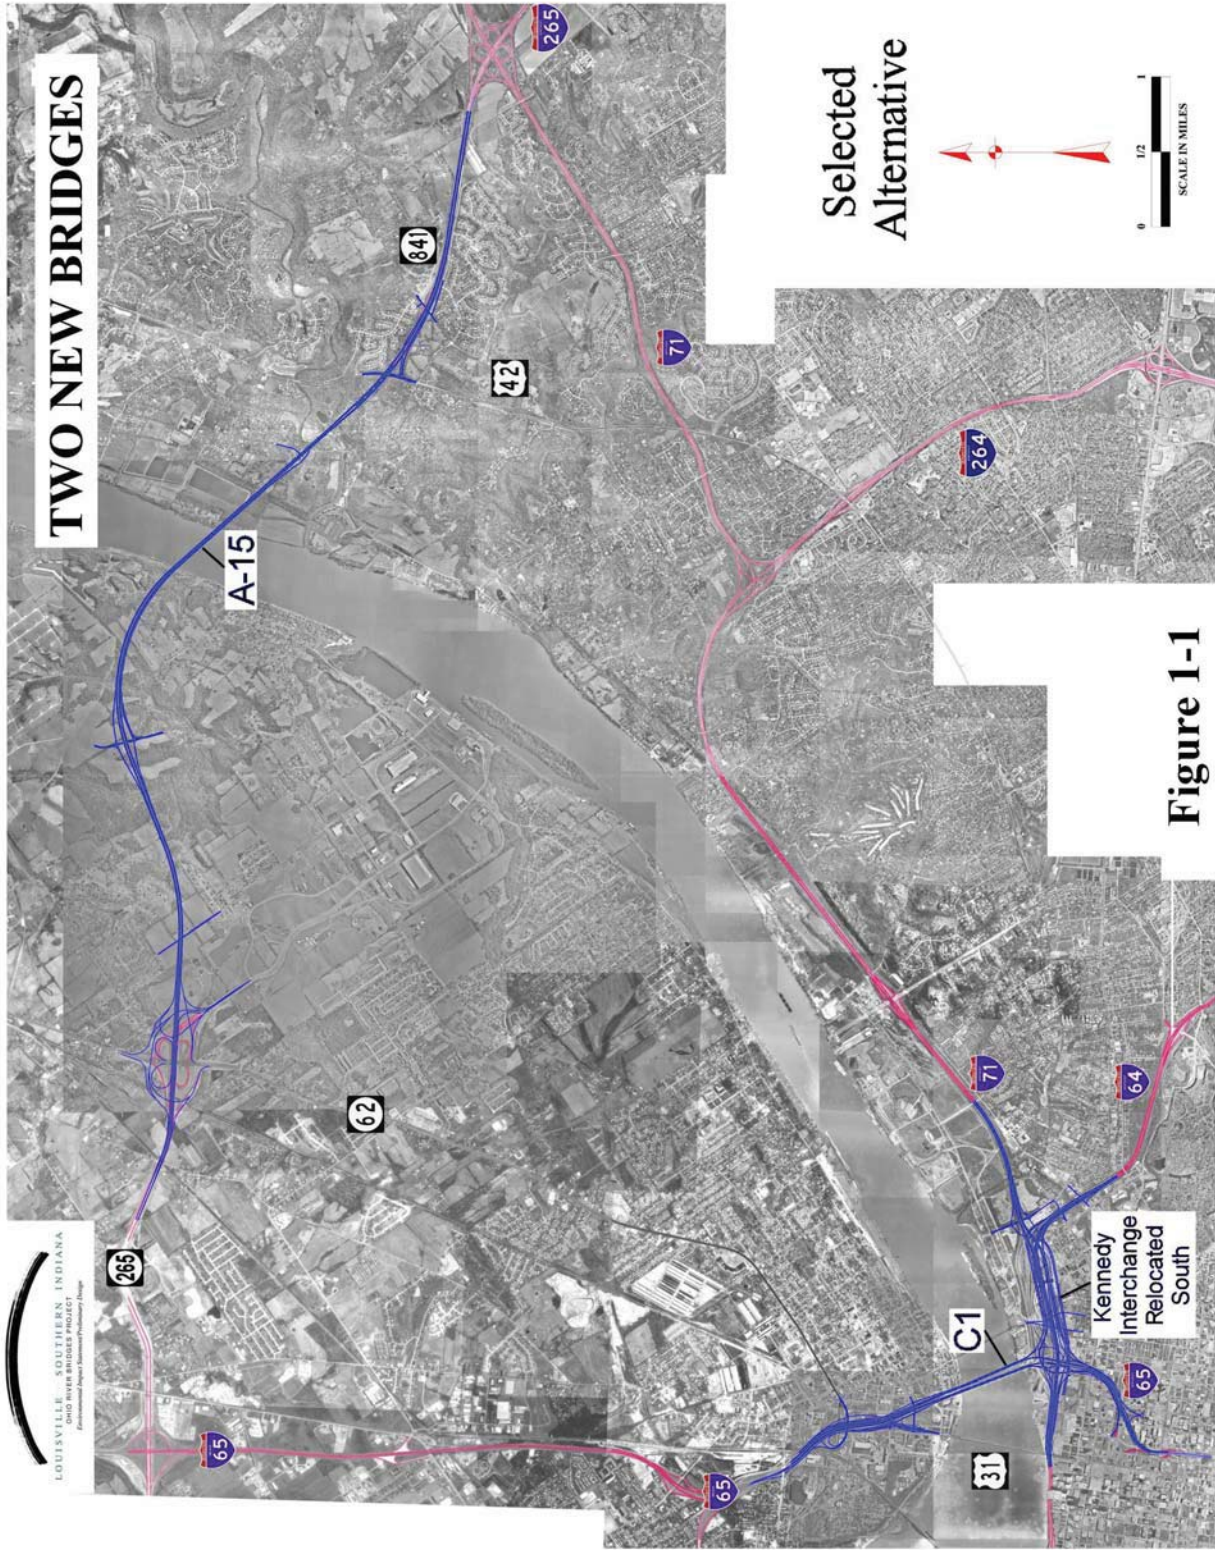 TWO NEW BRIDGES
LOUISVILLE SOUTHERN INDIANA
OHIO RIVER BRIDGES PROJECT
Environmental Impact Statement/Preliminary Design
265
65
62
A-15
841
265
42
71
264
65
31
C1
71
64
65
Kennedy
Interchange
Relocated
South
Selected
Alternative
0
1/2
1
SCALE IN MILES
Figure 1-1